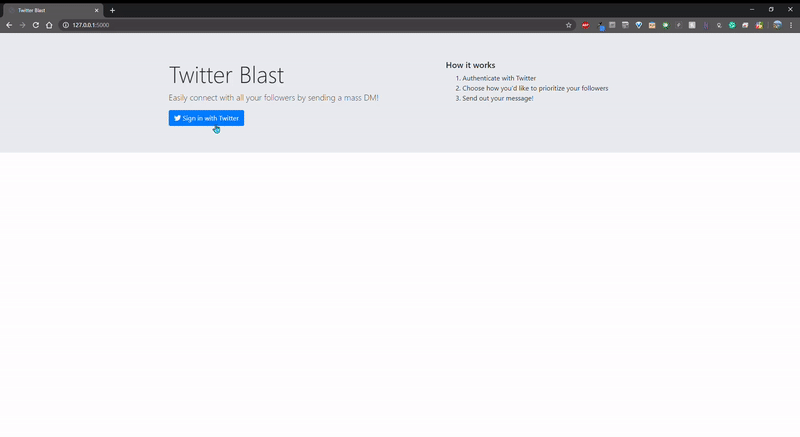 Twitter Blast
127.0.0.1:5000
Twitter Blast
Easily connect with all your followers by sending a mass DM!
Sign in with Twitter
How it works
1. Authenticate with Twitter
2. Choose how you'd like to prioritize your followers
3. Send out your message!